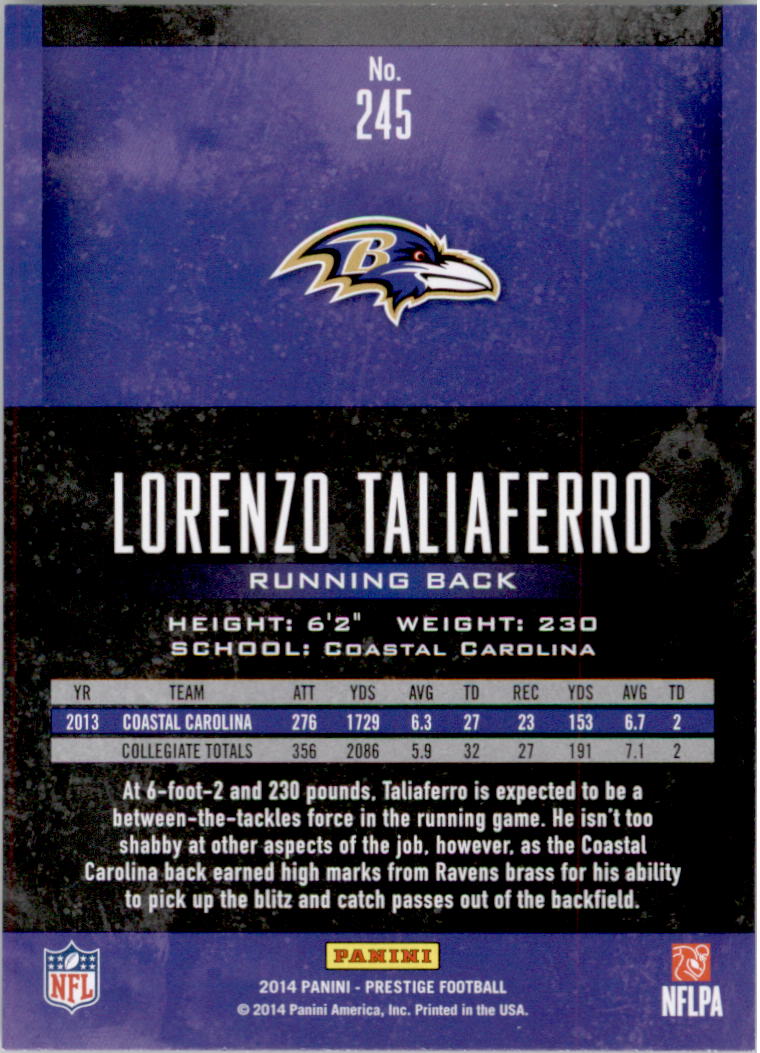 No.
245
B
LORENZO TALIAFERRO
RUNNING BACK
HEIGHT: 6'2" WEIGHT: 230
SCHOOL: COASTAL CAROLINA
YR TEAM ATT YDS AVG TD REC YDS AVG TD
2013 COASTAL CAROLINA 276 1729 6.3 27 23 153 6.7 2
COLLEGIATE TOTALS 356 2086 5.9 32 27 191 7.1 2
At 6-foot-2 and 230 pounds, Taliaferro is expected to be a
between-the-tackles force in the running game. He isn't too
shabby at other aspects of the job, however, as the Coastal
Carolina back earned high marks from Ravens brass for his ability
to pick up the blitz and catch passes out of the backfield.
PANINI
NFL
2014 PANINI - PRESTIGE FOOTBALL
© 2014 Panini America, Inc. Printed in the USA.
NFLPA